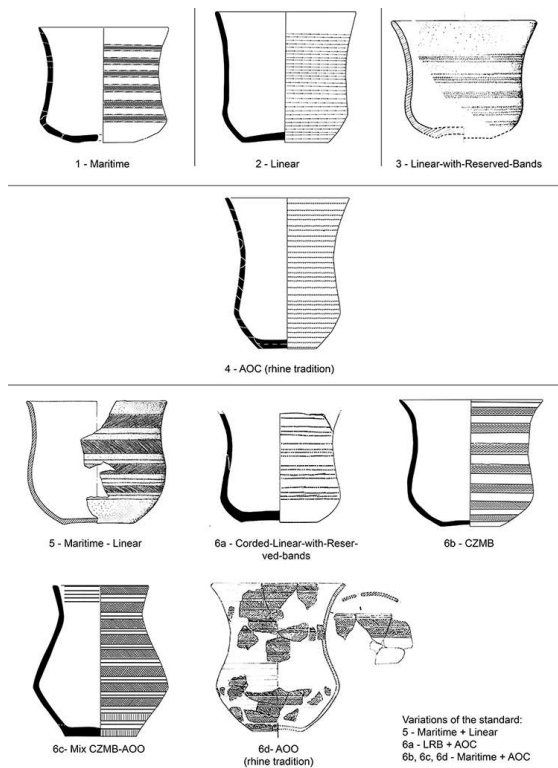 1 - Maritime
2 - Linear
3 - Linear-with-Reserved-Bands
4 - AOC (rhine tradition)
5 - Maritime - Linear
6a - Corded-Linear-with-Reser-
ved-bands
6b - CZMB
6c- Mix CZMB-AOO
6d- AOO
(rhine tradition)
Variations of the standard:
5 - Maritime + Linear
6a - LRB + AOC
6b, 6c, 6d - Maritime + AOC